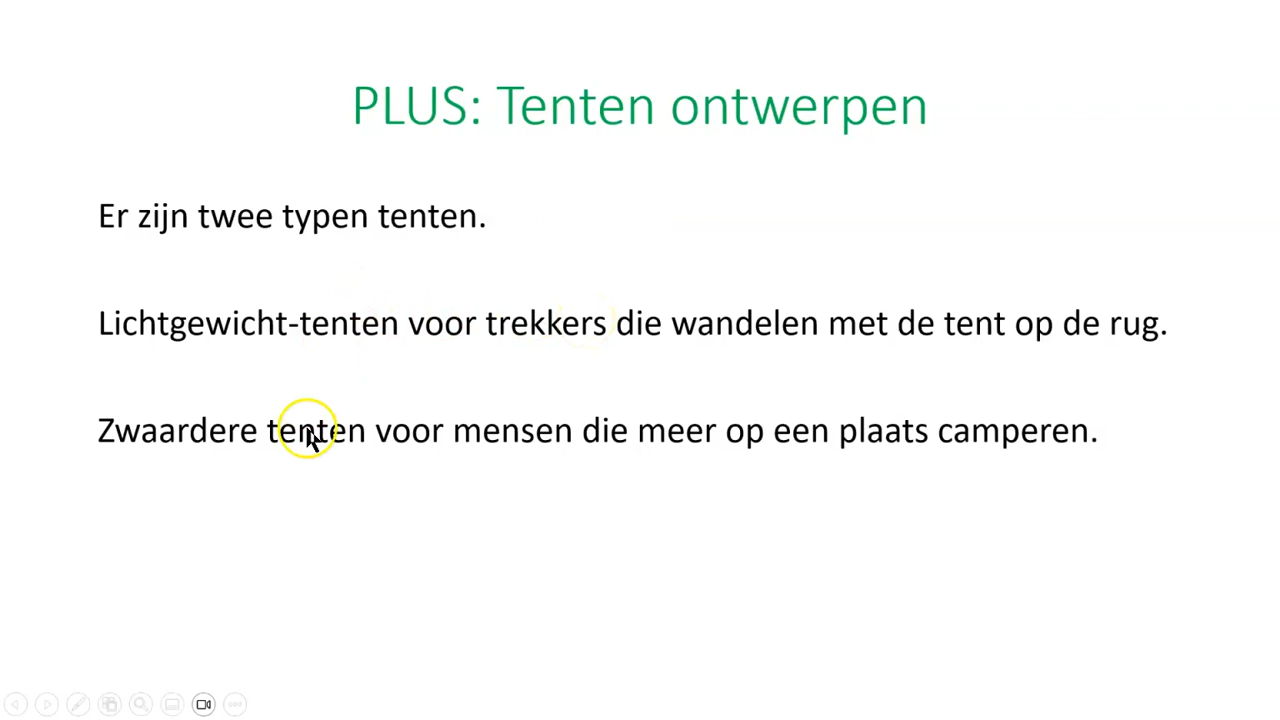 PLUS: Tenten ontwerpen
Er zijn twee typen tenten.
Lichtgewicht-tenten voor trekkers die wandelen met de tent op de rug.
Zwaardere tenten voor mensen die meer op een plaats camperen.